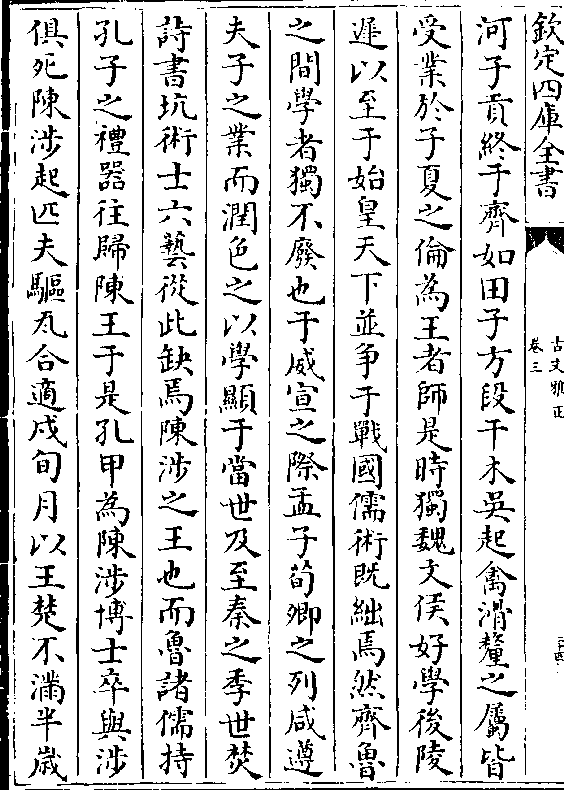 欽定四庫全書
古文雅正
卷三
河子貢終于齊如田子方段干木吳起禽滑釐之屬皆
受業於子夏之倫為王者師是時獨魏文侯好學後陵
遲以至于始皇天下並争于戰國儒術既絀焉然齊魯
之間學者獨不廢也于威宣之際孟子荀卿之列咸遵
夫子之業而潤色之以學顯于當世及至秦之季世焚
詩書坑術士六藝從此缺焉陳涉之王也而魯諸儒持
孔子之禮器往歸陳王于是孔甲為陳涉博士卒與涉
俱死陳涉起匹夫驅瓦合適戍旬月以王楚不滿半歲